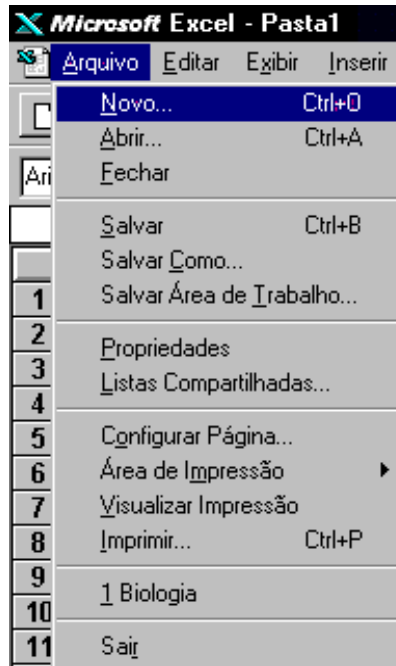 Microsoft Excel - Pasta1
Arquivo Editar Exibir Inserir
Novo... Ctrl+O
Abrir... Ctrl+A
Ari
Fechar
Salvar Ctrl+B
Salvar Como...
1 Salvar Área de Trabalho...
2 Propriedades
3 Listas Compartilhadas...
4
5 Configurar Página...
6 Área de Impressão
7 Visualizar Impressão
8 Imprimir... Ctrl+P
9 1 Biologia
10
11 Sair